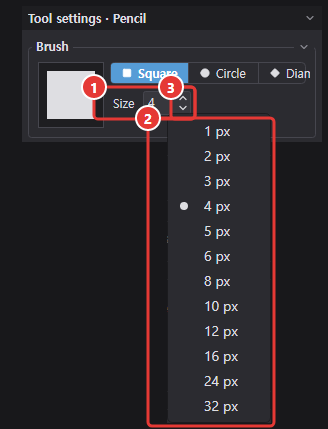 Tool settings · Pencil
Brush
Square Circle Dian
1 3
Size 4
2
1 px
2 px
3 px
4 px
5 px
6 px
8 px
10 px
12 px
16 px
24 px
32 px